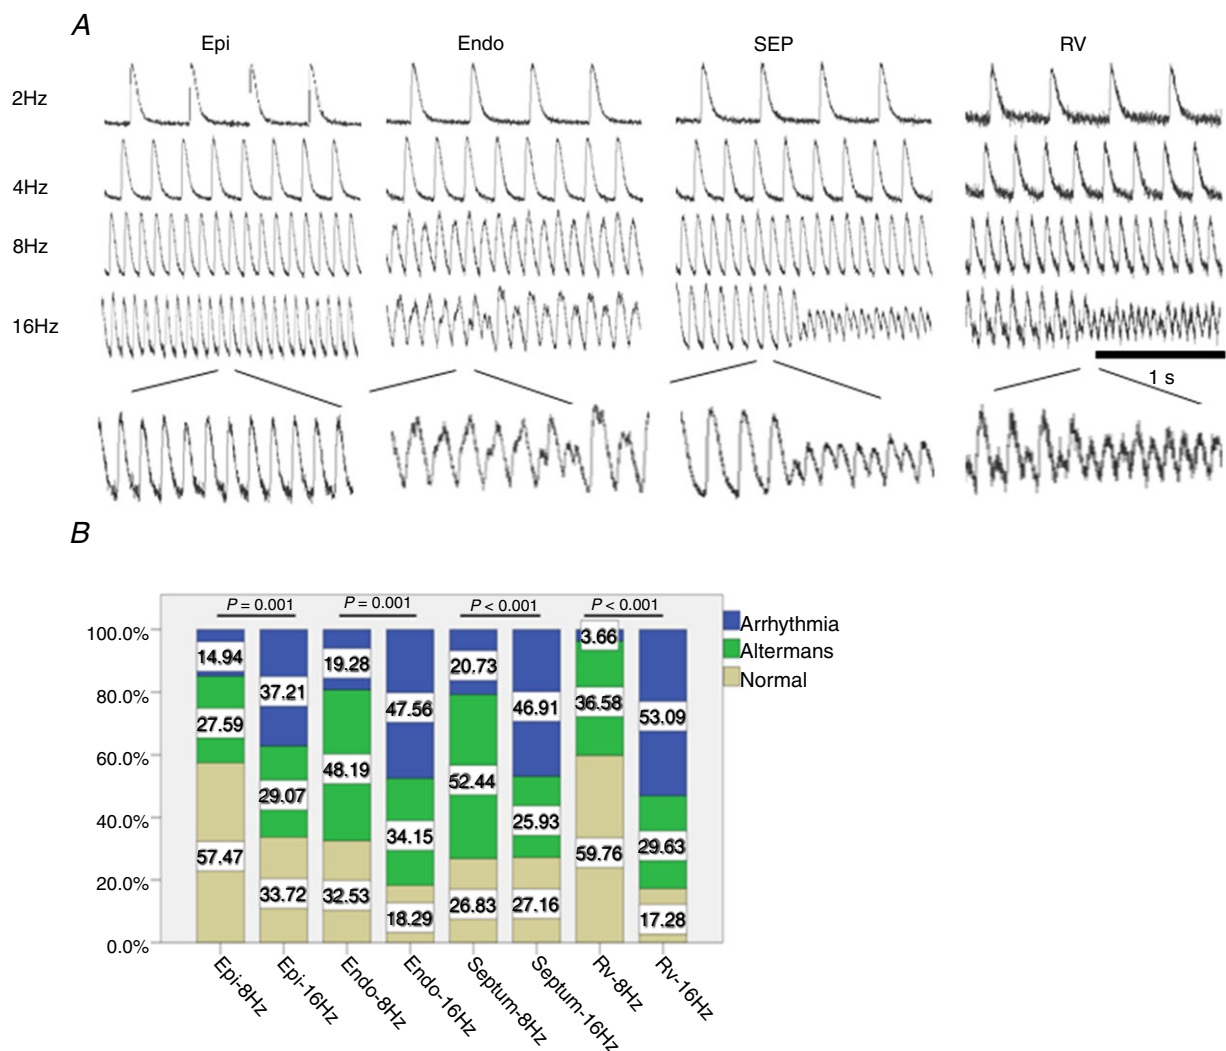 A
Epi Endo SEP RV
2Hz
4Hz
8Hz
16Hz
1 s
B
P = 0.001 P = 0.001 P < 0.001 P < 0.001
100.0%
80.0%
60.0%
40.0%
20.0%
0.0%
14.94 27.59 57.47
37.21 29.07 33.72
19.28 48.19 32.53
47.56 34.15 18.29
20.73 52.44 26.83
46.91 25.93 27.16
3.66 36.58 59.76
53.09 29.63 17.28
Arrhythmia
Altermans
Normal
Epi-8Hz Epi-16Hz Endo-8Hz Endo-16Hz Septum-8Hz Septum-16Hz Rv-8Hz Rv-16Hz